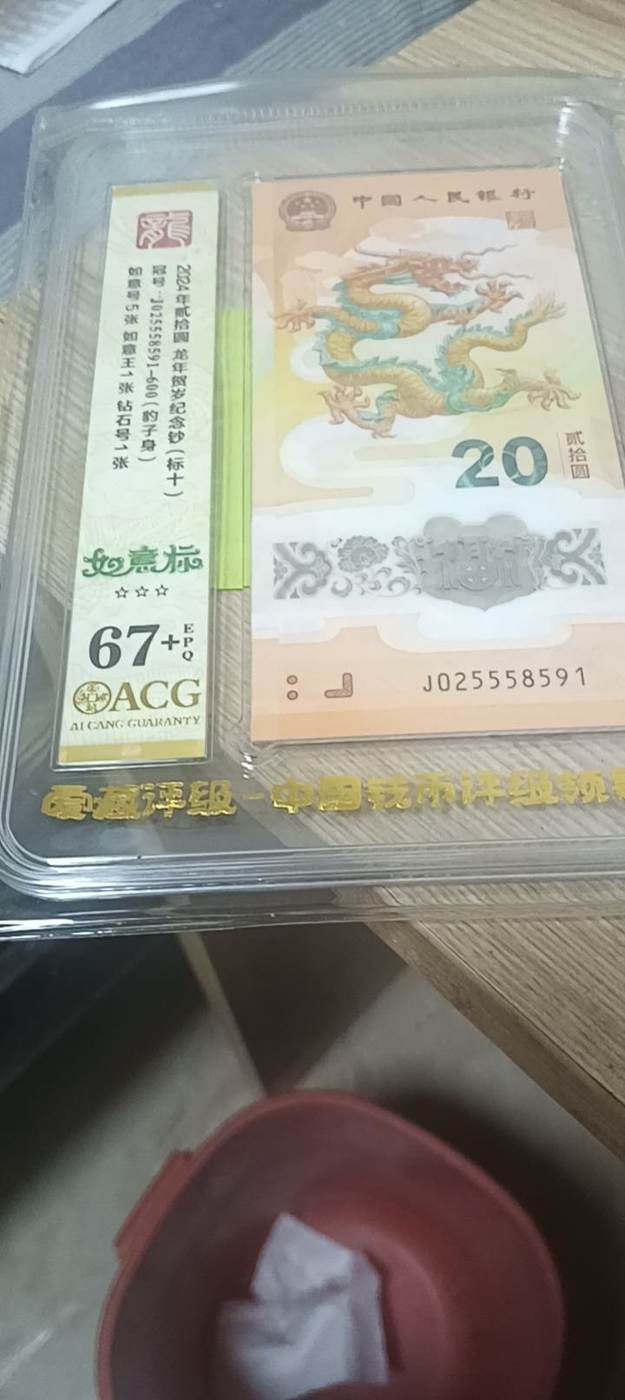 龍
2024年贰拾圆 龙年贺岁纪念钞(标十)
冠号:J025558591-600(豹子身)
如意号5张 如意王1张 钻石号1张
如意标
☆☆☆
67+EPQ
ACG
AI CANG GUARANTY
中国人民銀行
20
贰拾圆
J025558591
爱藏评级-中国钱币评级领